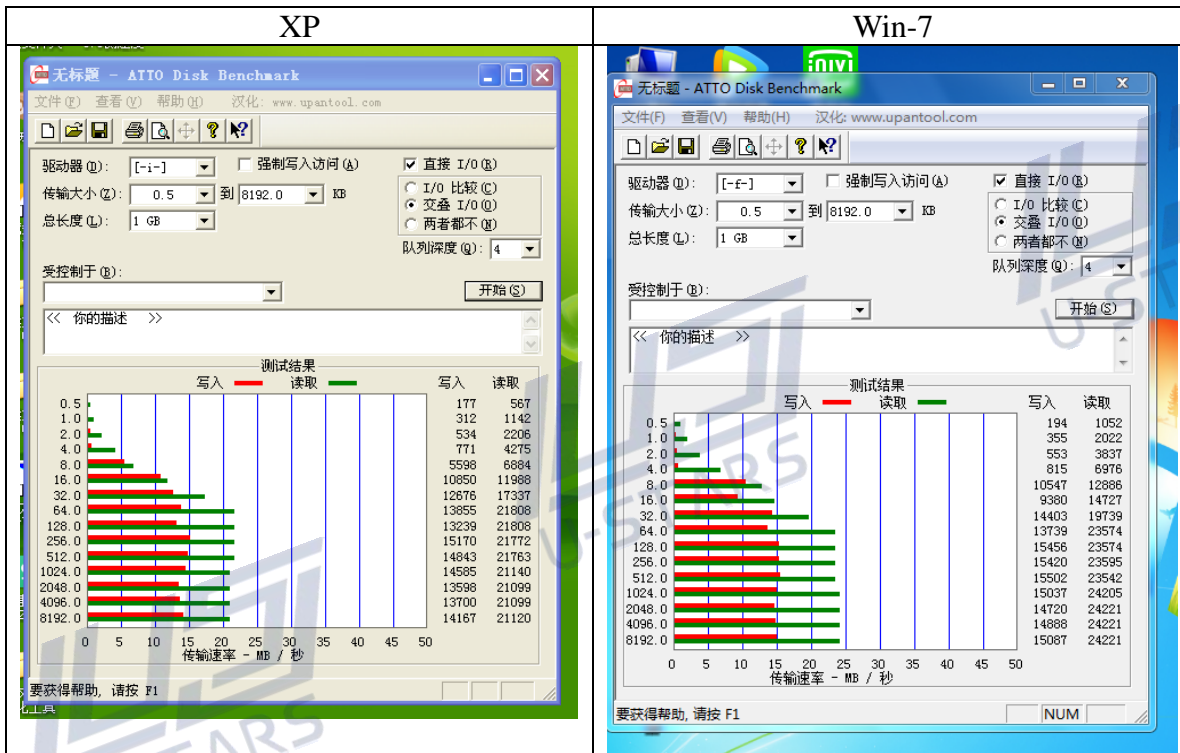 XP
Win-7
无标题 - ATTO Disk Benchmark
文件(F) 查看(V) 帮助(H) 汉化: www.upantool.com
驱动器(D): [-i-] 强制写入访问(A) 直接 I/O(R)
传输大小(Z): 0.5 到 8192.0 KB
I/O 比较(C)
交叠 I/O(O)
总长度(L): 1 GB
两者都不(N)
队列深度(Q): 4
受控制于(B):
开始(S)
<< 你的描述 >>
测试结果
写入 读取 写入 读取
0.5 177 567
1.0 312 1142
2.0 534 2206
4.0 771 4275
8.0 5598 6884
16.0 10850 11988
32.0 12676 17337
64.0 13855 21808
128.0 13239 21808
256.0 15170 21772
512.0 14843 21763
1024.0 14585 21140
2048.0 13598 21099
4096.0 13700 21099
8192.0 14167 21120
0 5 10 15 20 25 30 35 40 45 50
传输速率 - MB / 秒
要获得帮助, 请按 F1
工具
无标题 - ATTO Disk Benchmark
文件(F) 查看(V) 帮助(H) 汉化: www.upantool.com
驱动器(D): [-f-] 强制写入访问(A) 直接 I/O(R)
传输大小(Z): 0.5 到 8192.0 KB
I/O 比较(C)
交叠 I/O(O)
总长度(L): 1 GB
两者都不(N)
队列深度(Q): 4
受控制于(B):
开始(S)
<< 你的描述 >>
测试结果
写入 读取 写入 读取
0.5 194 1052
1.0 355 2022
2.0 553 3837
4.0 815 6976
8.0 10547 12886
16.0 9380 14727
32.0 14403 19739
64.0 13739 23574
128.0 15456 23574
256.0 15420 23595
512.0 15502 23542
1024.0 15037 24205
2048.0 14720 24221
4096.0 14888 24221
8192.0 15087 24221
0 5 10 15 20 25 30 35 40 45 50
传输速率 - MB / 秒
要获得帮助, 请按 F1
NUM
U-STARS